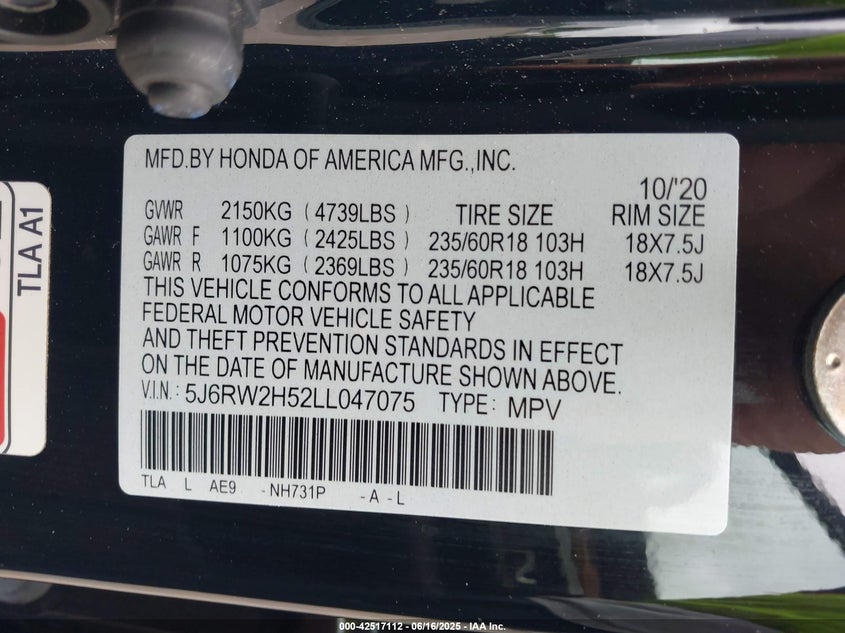 MFD.BY HONDA OF AMERICA MFG.,INC.
10/'20
GVWR 2150KG (4739LBS) TIRE SIZE RIM SIZE
GAWR F 1100KG (2425LBS) 235/60R18 103H 18X7.5J
GAWR R 1075KG (2369LBS) 235/60R18 103H 18X7.5J
THIS VEHICLE CONFORMS TO ALL APPLICABLE
FEDERAL MOTOR VEHICLE SAFETY
AND THEFT PREVENTION STANDARDS IN EFFECT
ON THE DATE OF MANUFACTURE SHOWN ABOVE.
V.I.N: 5J6RW2H52LL047075 TYPE: MPV
TLA L AE9 -NH731P -A-L
TLA A1
000-42517112 - 06/16/2025 - IAA Inc.